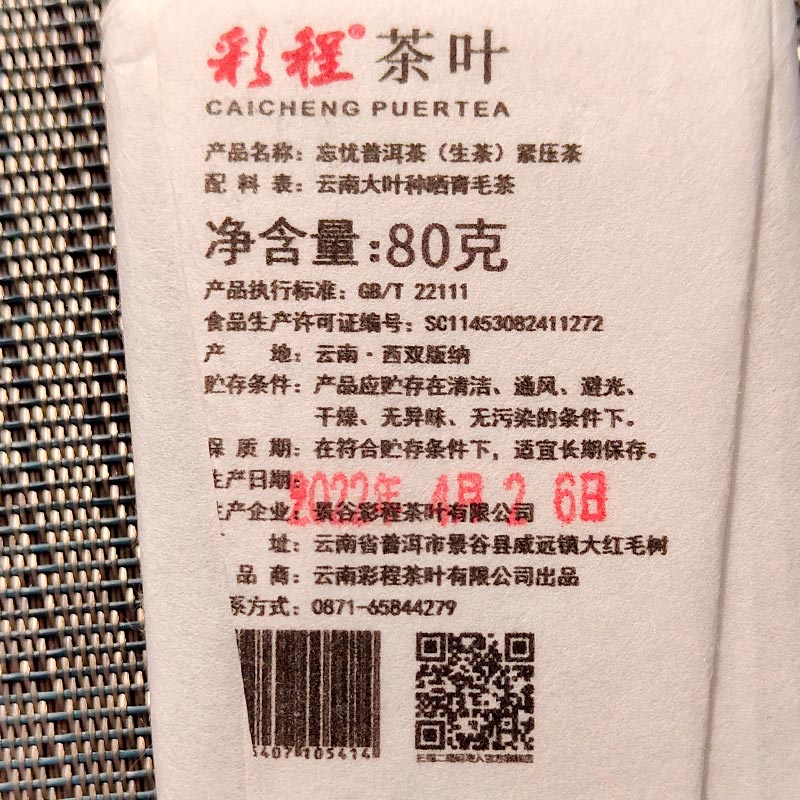 彩程®茶叶
CAICHENG PUERTEA
产品名称：忘忧普洱茶（生茶）紧压茶
配料表：云南大叶种晒青毛茶
净含量：80克
产品执行标准：GB/T 22111
食品生产许可证编号：SC11453082411272
产地：云南·西双版纳
贮存条件：产品应贮存在清洁、通风、避光、
干燥、无异味、无污染的条件下。
保质期：在符合贮存条件下，适宜长期保存。
生产日期：2022年4月26日
生产企业：景谷彩程茶叶有限公司
址：云南省普洱市景谷县威远镇大红毛树
品商：云南彩程茶叶有限公司出品
系方式：0871-65844279
5407105414